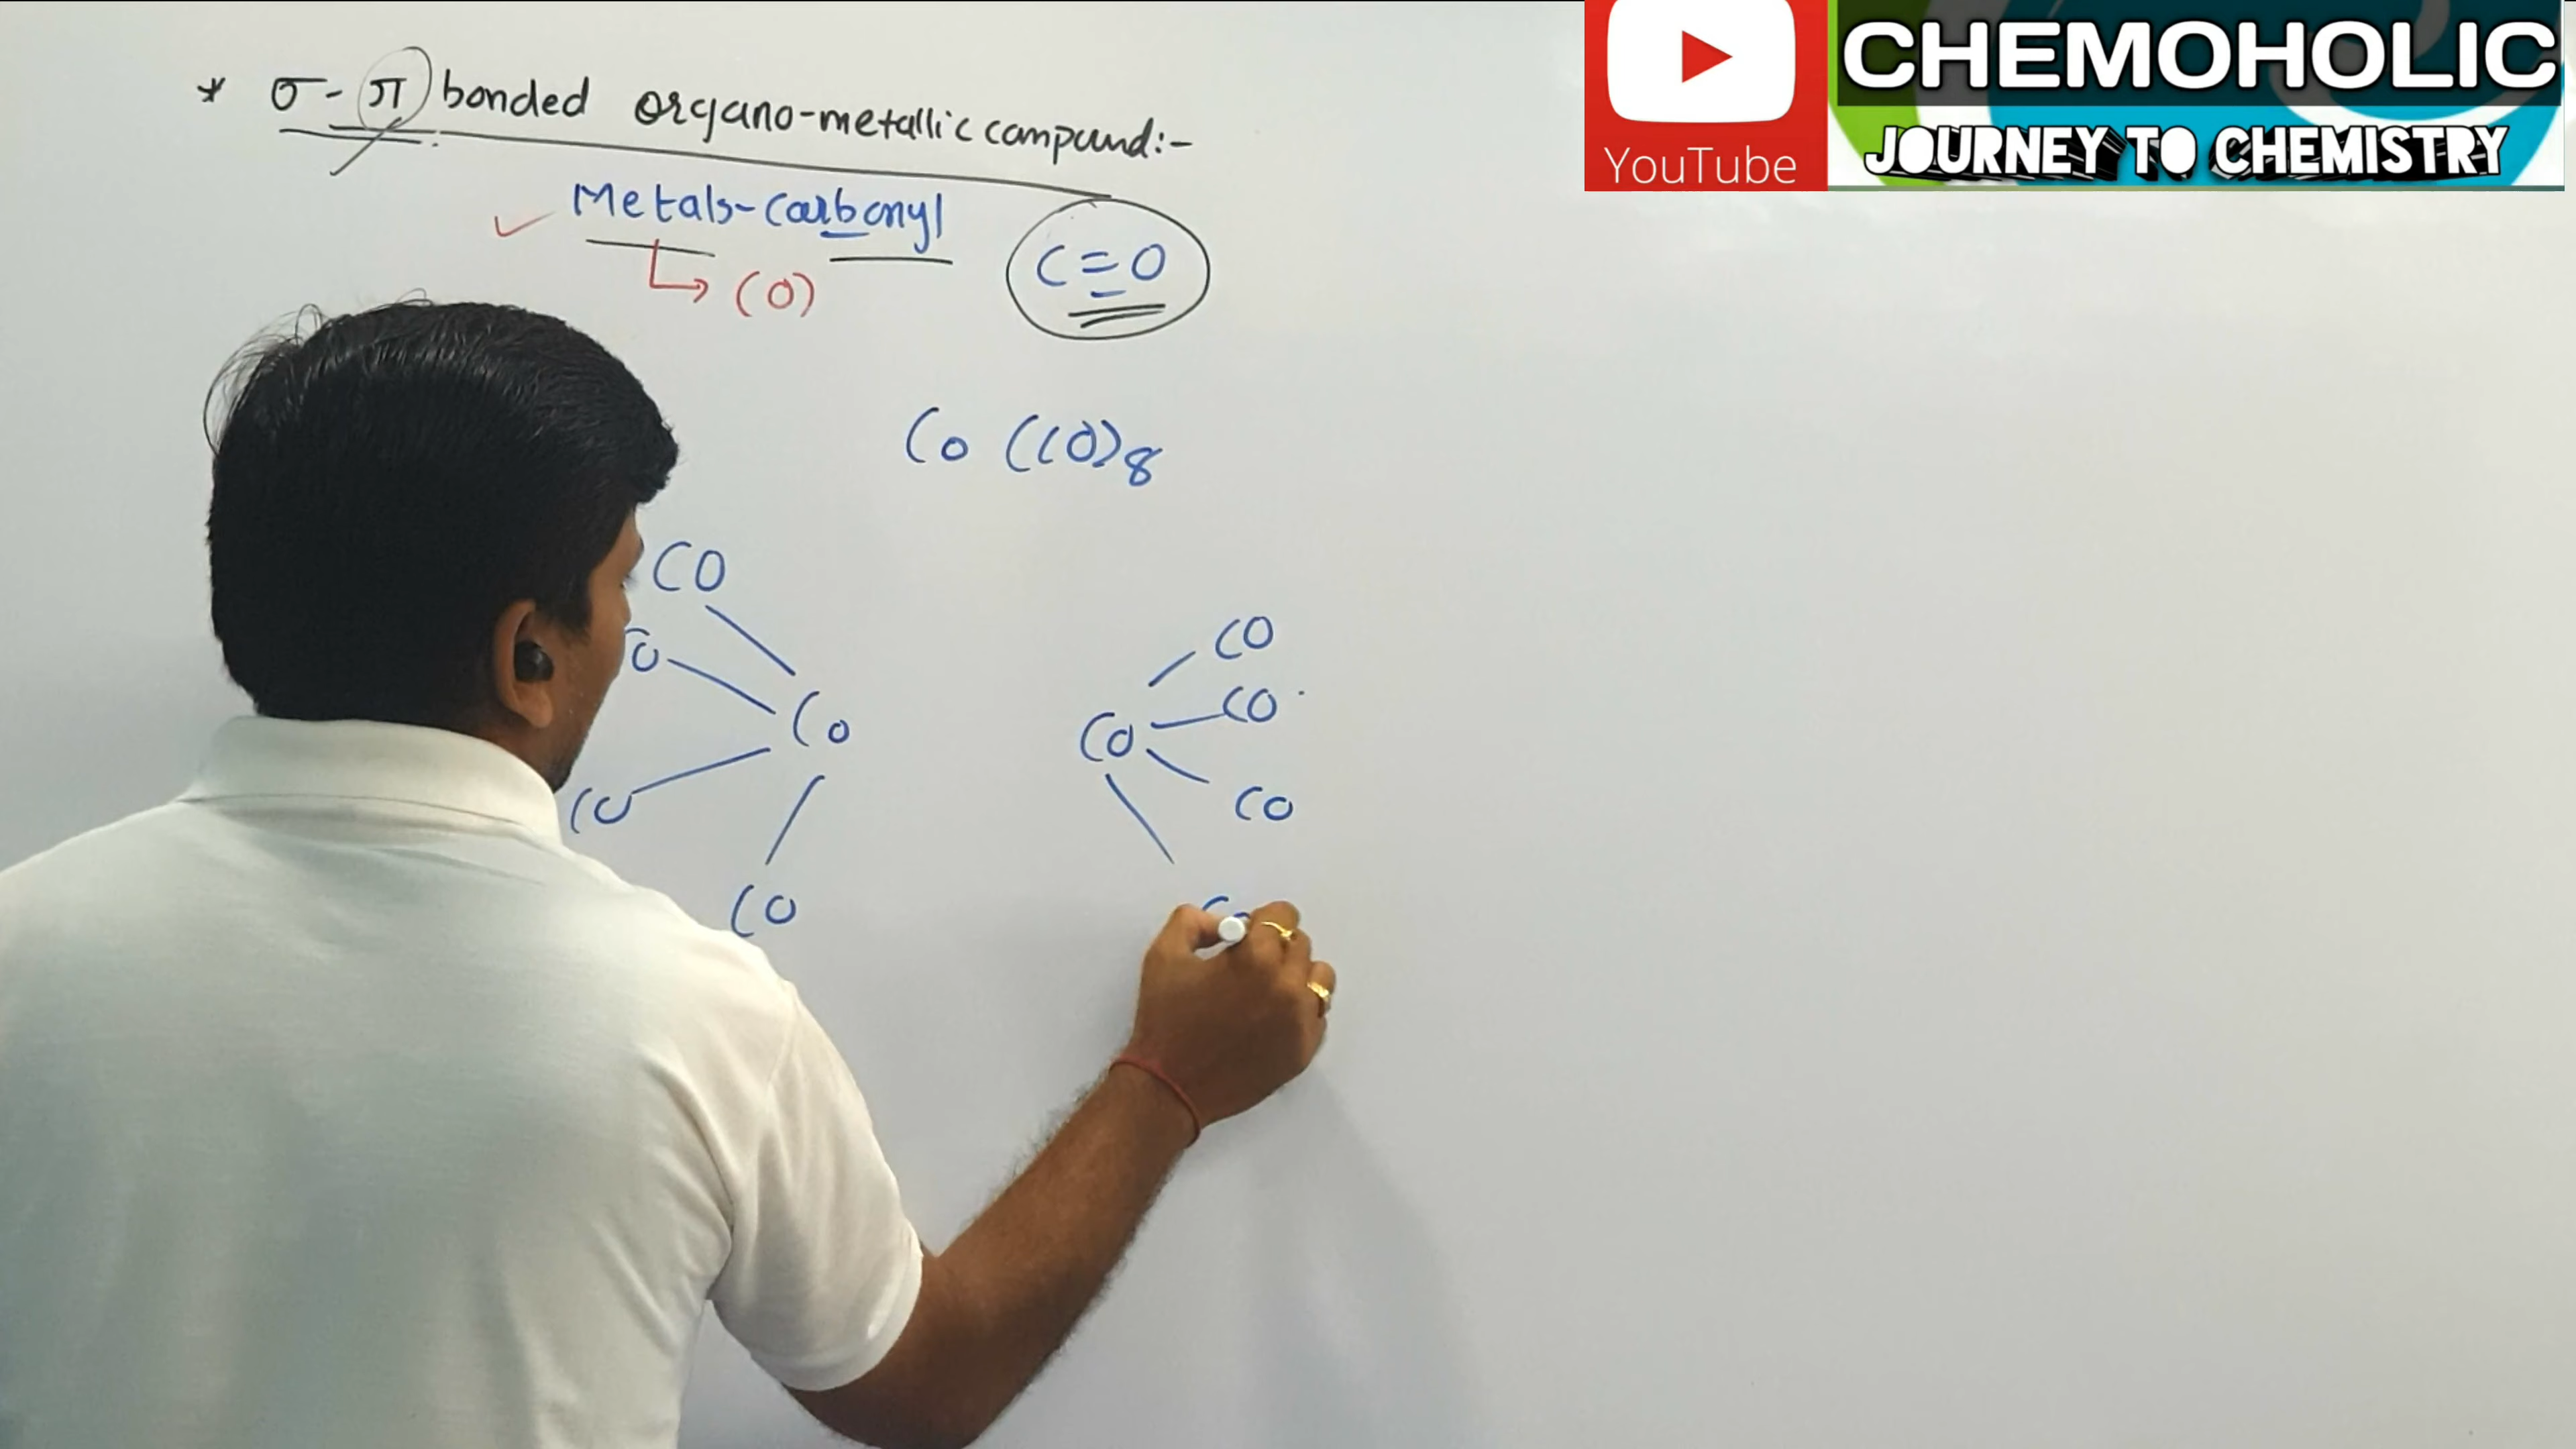 * σ-π bonded organo-metallic compound:-
Metals-carbonyl
C≡O
↳ (0)
Co (CO)8
CO
CO
CO
CO
Co
Co
CO
CO
CO
YouTube
CHEMOHOLIC
JOURNEY TO CHEMISTRY